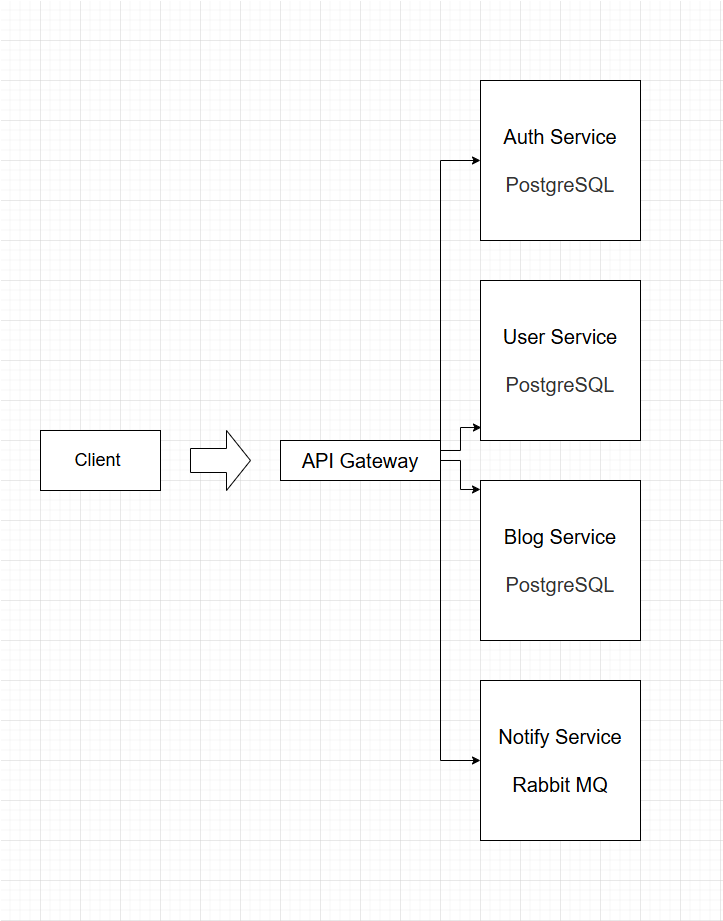 Auth Service
PostgreSQL
User Service
PostgreSQL
Client
API Gateway
Blog Service
PostgreSQL
Notify Service
Rabbit MQ